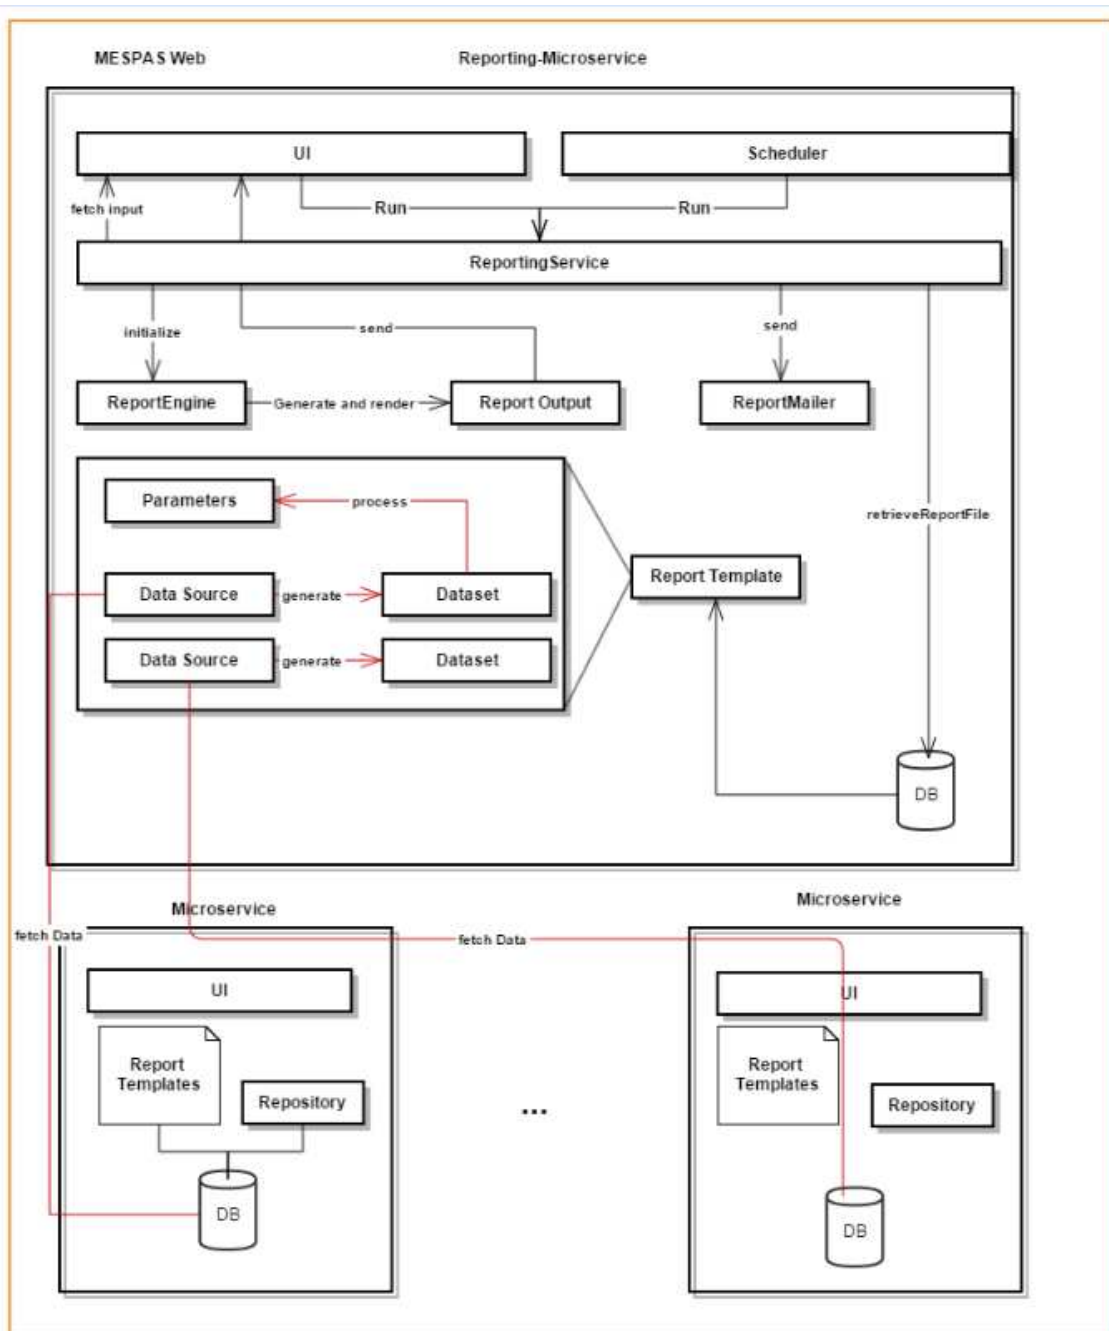 MESPAS Web
Reporting-Microservice
UI
Scheduler
fetch input
Run
Run
ReportingService
initialize
send
send
ReportEngine
Generate and render
Report Output
ReportMailer
Parameters
process
retrieveReportFile
Report Template
Data Source
generate
Dataset
Data Source
generate
Dataset
DB
Microservice
Microservice
fetch Data
fetch Data
UI
UI
Report
Templates
Report
Templates
Repository
Repository
...
DB
DB